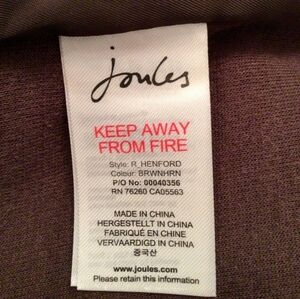 Joules
KEEP AWAY
FROM FIRE
Style: R_HENFORD
Colour: BRWNHRN
P/O No: 00040356
RN 76260 CA05563
MADE IN CHINA
HERGESTELLT IN CHINA
FABRIQUÉ EN CHINE
VERVAARDIGD IN CHINA
중국산
www.joules.com
Please retain this information